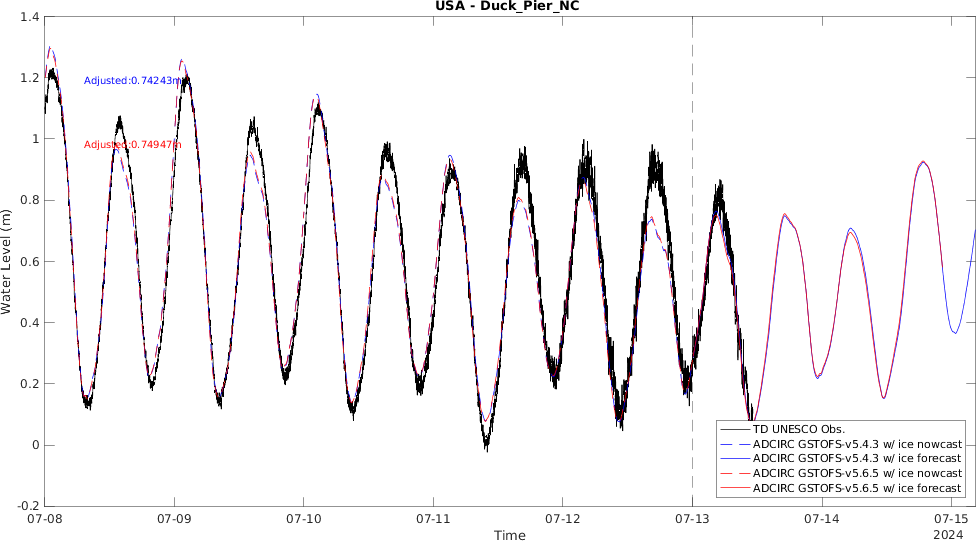 USA - Duck_Pier_NC
1.4
1.2
1
0.8
0.6
0.4
0.2
0
-0.2
Water Level (m)
Adjusted:0.74243m
Adjusted:0.74947m
TD UNESCO Obs.
ADCIRC GSTOFS-v5.4.3 w/ ice nowcast
ADCIRC GSTOFS-v5.4.3 w/ ice forecast
ADCIRC GSTOFS-v5.6.5 w/ ice nowcast
ADCIRC GSTOFS-v5.6.5 w/ ice forecast
07-08 07-09 07-10 07-11 07-12 07-13 07-14 07-15
Time
2024